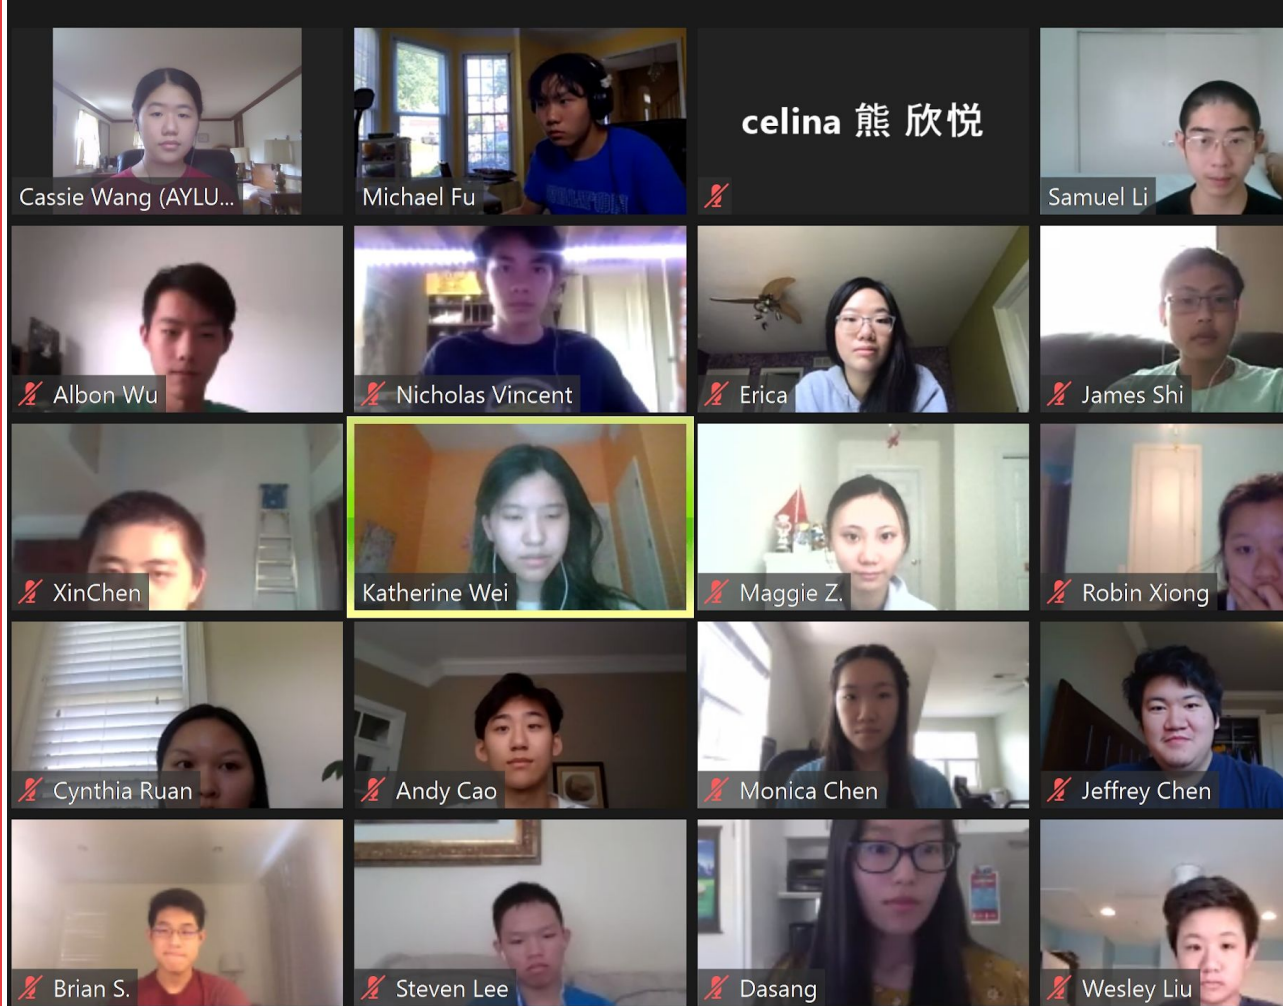 celina 熊 欣悦
Cassie Wang (AYLU...
Michael Fu
Samuel Li
Albon Wu
Nicholas Vincent
Erica
James Shi
XinChen
Katherine Wei
Maggie Z.
Robin Xiong
Cynthia Ruan
Andy Cao
Monica Chen
Jeffrey Chen
Brian S.
Steven Lee
Dasang
Wesley Liu